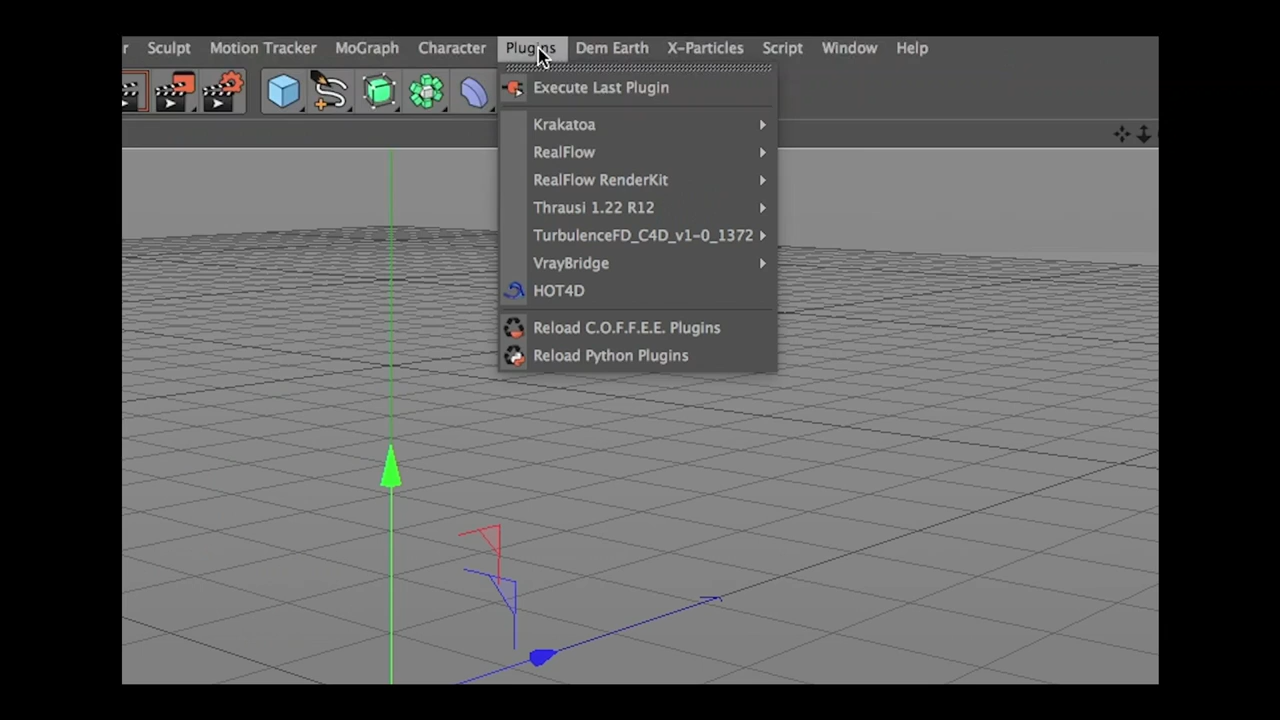 r Sculpt Motion Tracker MoGraph Character Plugins Dem Earth X-Particles Script Window Help
Execute Last Plugin
Krakatoa
RealFlow
RealFlow RenderKit
Thrausi 1.22 R12
TurbulenceFD_C4D_v1-0_1372
VrayBridge
HOT4D
Reload C.O.F.F.E.E. Plugins
Reload Python Plugins